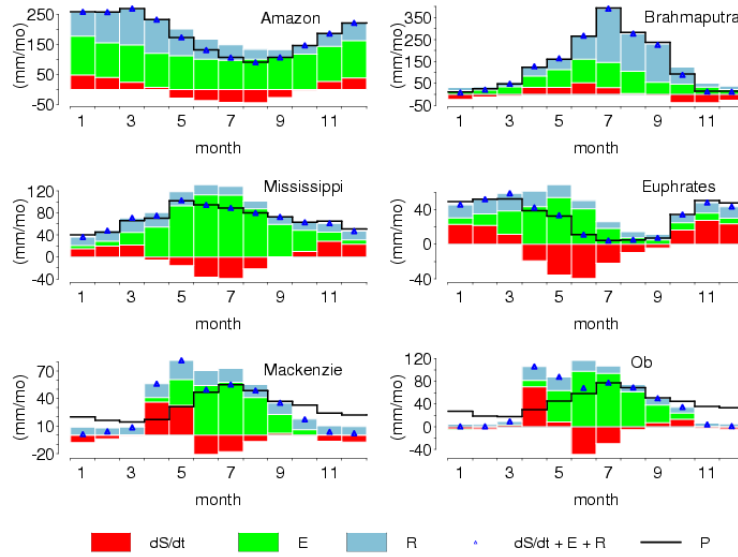 Amazon
(mm/mo)
250
150
50
-50
1 3 5 7 9 11
month
Brahmaputra
(mm/mo)
350
250
150
50
-50
1 3 5 7 9 11
month
Mississippi
(mm/mo)
120
80
40
0
-40
1 3 5 7 9 11
month
Euphrates
(mm/mo)
40
0
-40
1 3 5 7 9 11
month
Mackenzie
(mm/mo)
70
40
10
-20
1 3 5 7 9 11
month
Ob
(mm/mo)
120
80
40
0
-40
1 3 5 7 9 11
month
dS/dt E R dS/dt + E + R P